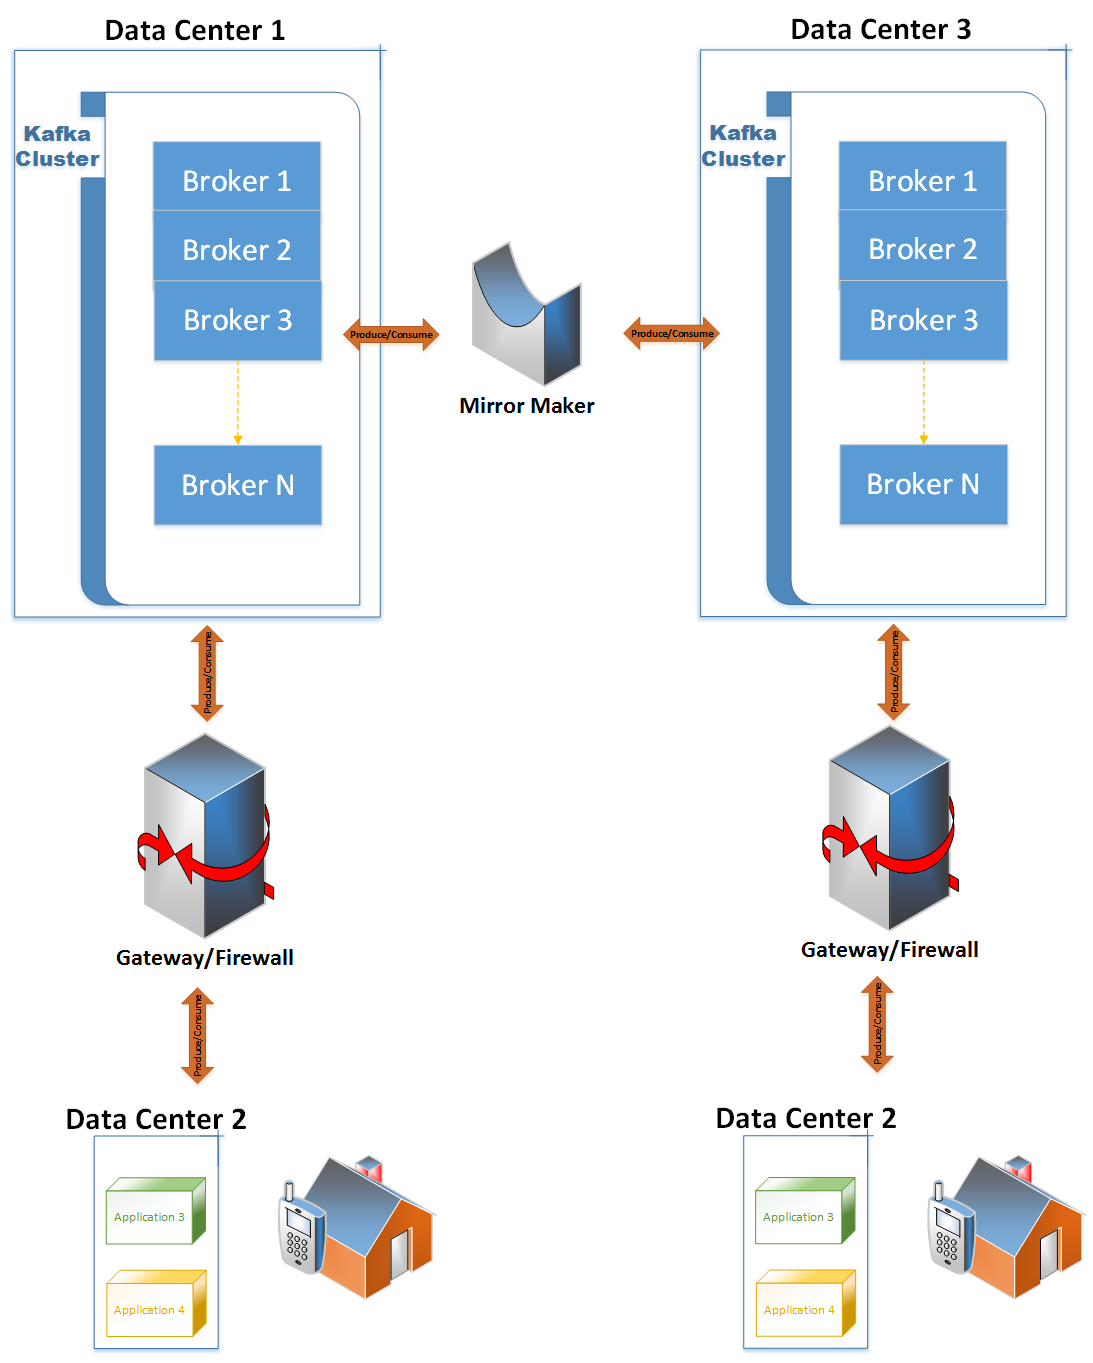 Data Center 1
Data Center 3
Kafka
Cluster
Broker 1
Broker 2
Broker 3
Broker N
Kafka
Cluster
Broker 1
Broker 2
Broker 3
Broker N
Produce/Consume
Mirror Maker
Produce/Consume
Produce/Consume
Produce/Consume
Gateway/Firewall
Gateway/Firewall
Produce/Consume
Produce/Consume
Data Center 2
Application 3
Application 4
Data Center 2
Application 3
Application 4